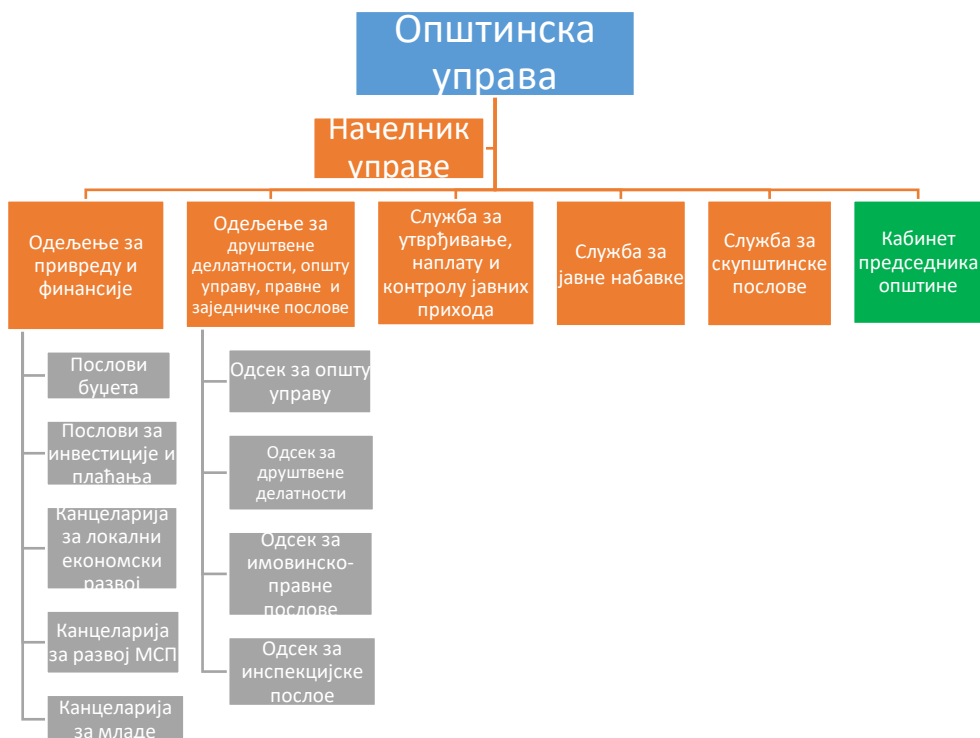 Општинска
управа
Начелник
управе
Одељење за
привреду и
финансије
Одељење за
друштвене
деллатности, општу
управу, правне и
заједничке послове
Служба за
утврђивање,
наплату и
контролу јавних
прихода
Служба за
јавне набавке
Служба за
скупштинске
послове
Кабинет
председника
општине
Послови
буџета
Послови за
инвестиције и
плаћања
Канцеларија
за локални
економски
развој
Канцеларија
за развој МСП
Канцеларија
за младе
Одсек за општу
управу
Одсек за
друштвене
делатности
Одсек за
имовинско-
правне
послове
Одсек за
инспекцијске
послое